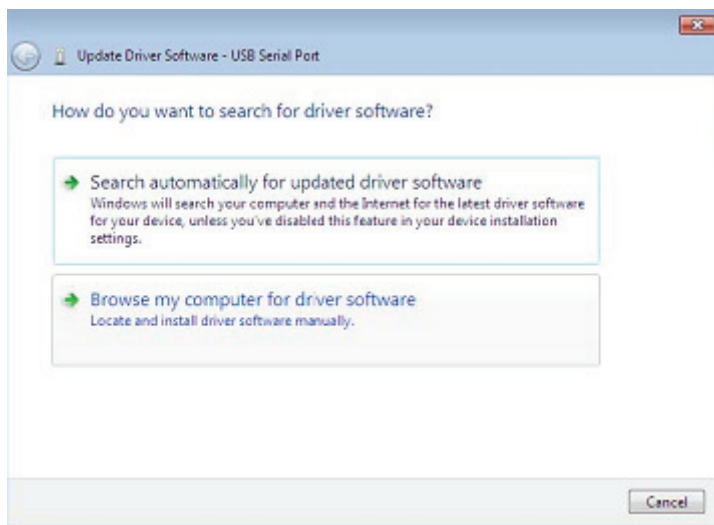 Update Driver Software - USB Serial Port
How do you want to search for driver software?
Search automatically for updated driver software
Windows will search your computer and the Internet for the latest driver software
for your device, unless you've disabled this feature in your device installation
settings.
Browse my computer for driver software
Locate and install driver software manually.
Cancel